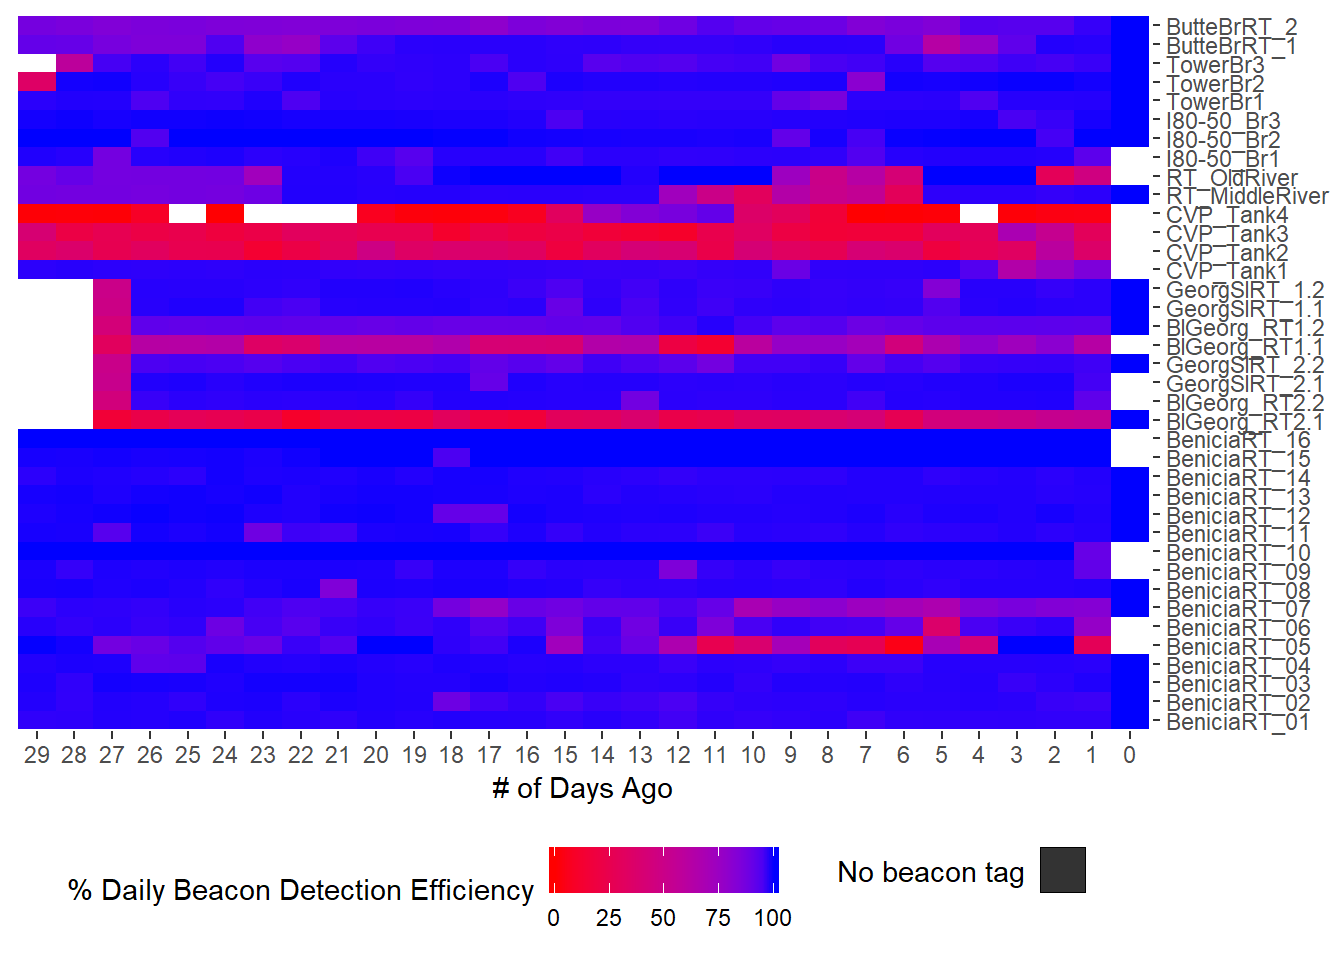 ButteBrRT_2
ButteBrRT_1
TowerBr3
TowerBr2
TowerBr1
I80-50_Br3
I80-50_Br2
I80-50_Br1
RT_OldRiver
RT_MiddleRiver
CVP_Tank4
CVP_Tank3
CVP_Tank2
CVP_Tank1
GeorgSlRT_1.2
GeorgSlRT_1.1
BlGeorg_RT1.2
BlGeorg_RT1.1
GeorgSlRT_2.2
GeorgSlRT_2.1
BlGeorg_RT2.2
BlGeorg_RT2.1
BeniciaRT_16
BeniciaRT_15
BeniciaRT_14
BeniciaRT_13
BeniciaRT_12
BeniciaRT_11
BeniciaRT_10
BeniciaRT_09
BeniciaRT_08
BeniciaRT_07
BeniciaRT_06
BeniciaRT_05
BeniciaRT_04
BeniciaRT_03
BeniciaRT_02
BeniciaRT_01
29 28 27 26 25 24 23 22 21 20 19 18 17 16 15 14 13 12 11 10 9 8 7 6 5 4 3 2 1 0
# of Days Ago
% Daily Beacon Detection Efficiency
0 25 50 75 100
No beacon tag